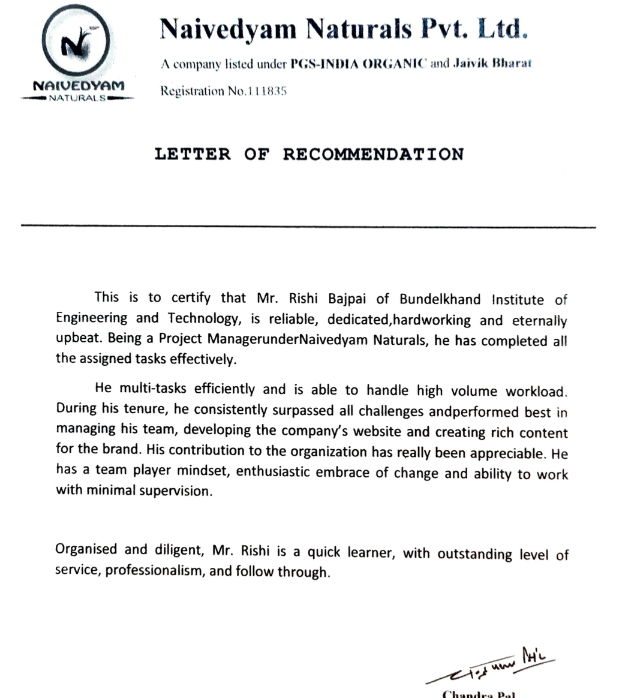 Naivedyam Naturals Pvt. Ltd.
A company listed under PGS-INDIA ORGANIC and Jaivik Bharat
NAIVEDYAM
NATURALS
Registration No.111835
LETTER OF RECOMMENDATION
This is to certify that Mr. Rishi Bajpai of Bundelkhand Institute of
Engineering and Technology, is reliable, dedicated,hardworking and eternally
upbeat. Being a Project ManagerunderNaivedyam Naturals, he has completed all
the assigned tasks effectively.
He multi-tasks efficiently and is able to handle high volume workload.
During his tenure, he consistently surpassed all challenges andperformed best in
managing his team, developing the company's website and creating rich content
for the brand. His contribution to the organization has really been appreciable. He
has a team player mindset, enthusiastic embrace of change and ability to work
with minimal supervision.
Organised and diligent, Mr. Rishi is a quick learner, with outstanding level of
service, professionalism, and follow through.
Chandra Pal